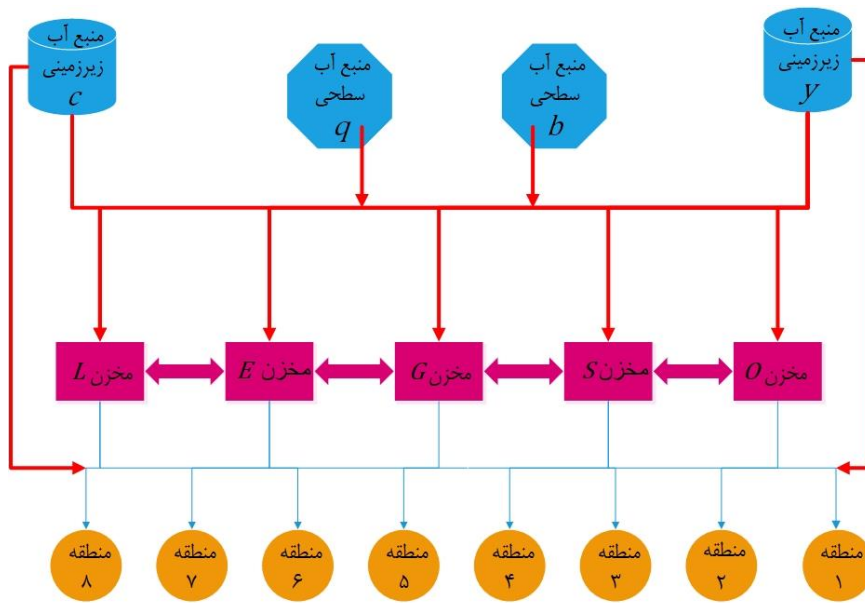 منبع آب
زیرزمینی
y
منبع آب
سطحی
b
منبع آب
سطحی
q
منبع آب
زیرزمینی
c
مخزن O
مخزن S
مخزن G
مخزن E
مخزن L
منطقه
۱
منطقه
۲
منطقه
۳
منطقه
۴
منطقه
۵
منطقه
۶
منطقه
۷
منطقه
۸